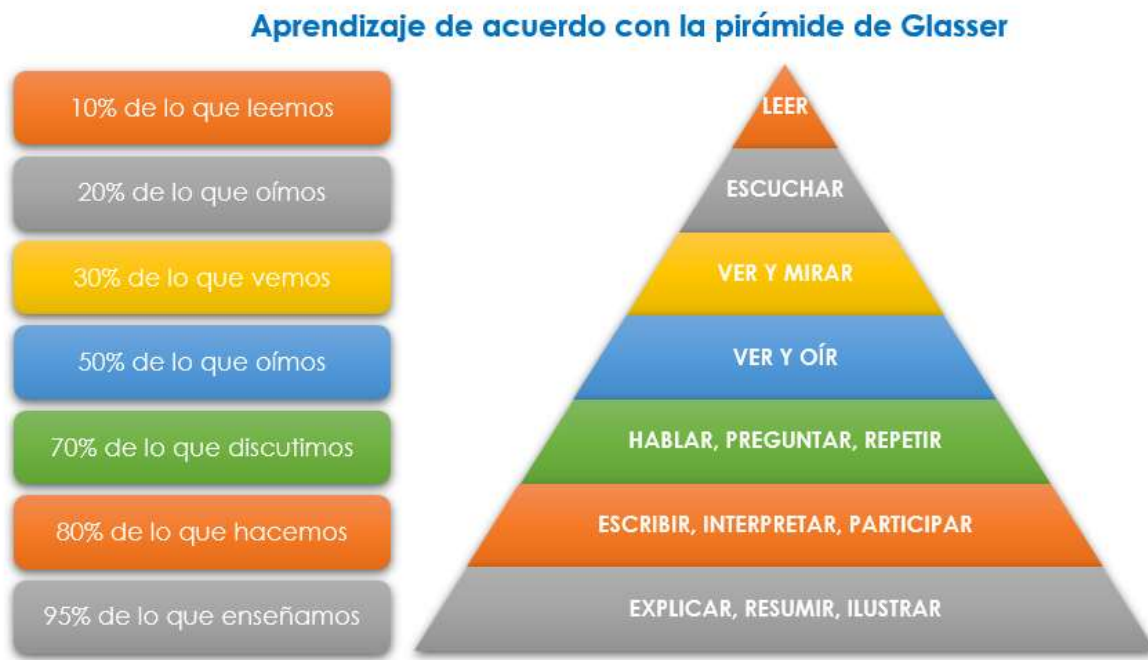 Aprendizaje de acuerdo con la pirámide de Glasser
10% de lo que leemos
LEER
20% de lo que oímos
ESCUCHAR
30% de lo que vemos
VER Y MIRAR
50% de lo que oímos
VER Y OÍR
70% de lo que discutimos
HABLAR, PREGUNTAR, REPETIR
80% de lo que hacemos
ESCRIBIR, INTERPRETAR, PARTICIPAR
95% de lo que enseñamos
EXPLICAR, RESUMIR, ILUSTRAR